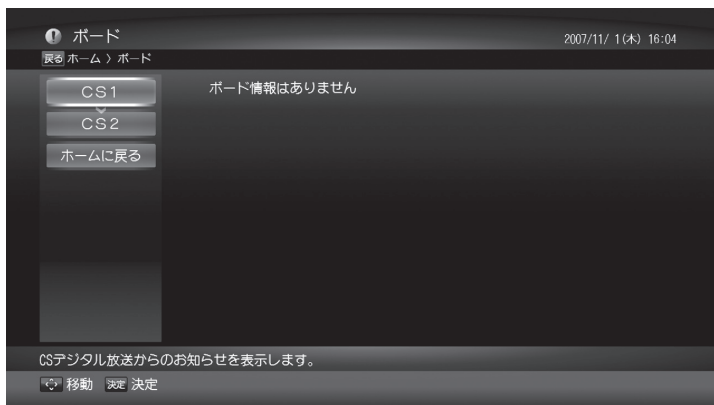 ボード
2007/11/ 1(木) 16:04
戻る ホーム 〉 ボード
CS1
ボード情報はありません
CS2
ホームに戻る
CSデジタル放送からのお知らせを表示します。
移動 決定 決定